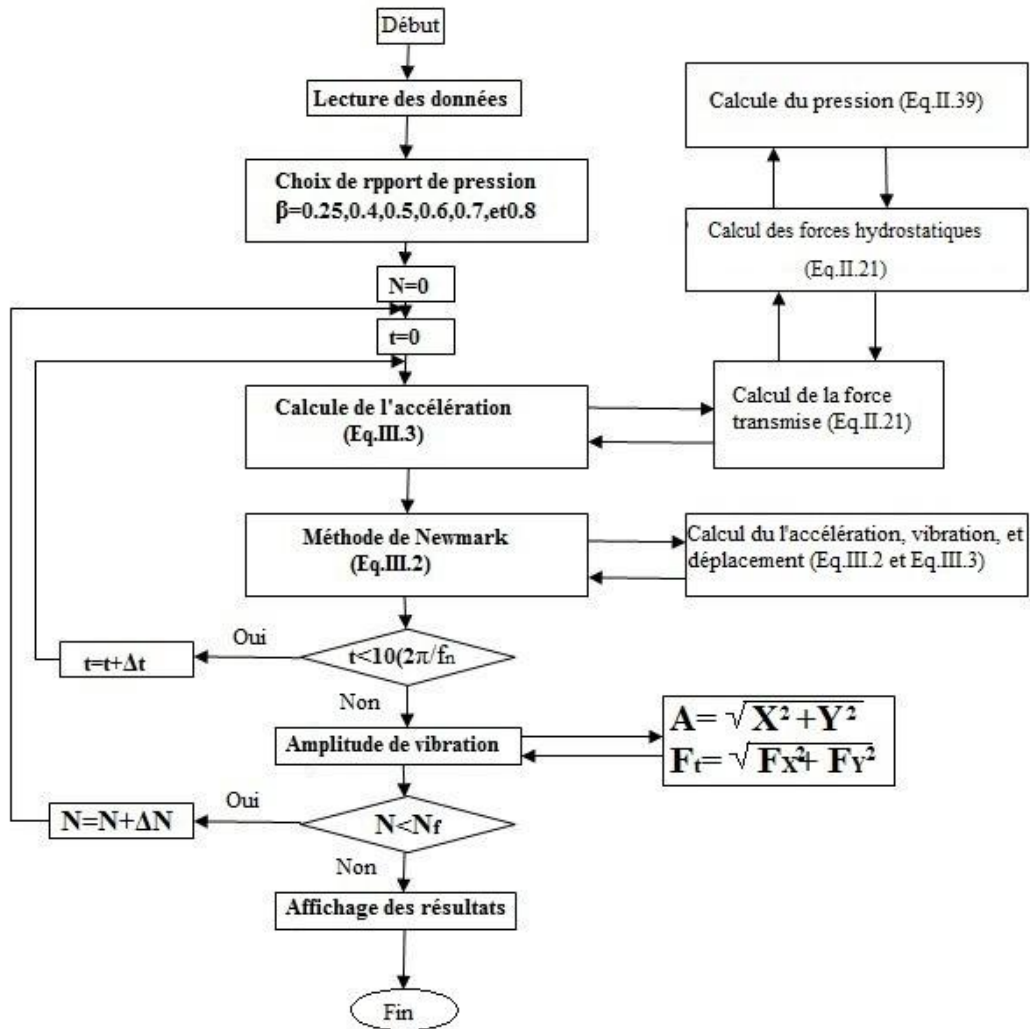 Début
Lecture des données
Choix de rpport de pression
β=0.25,0.4,0.5,0.6,0.7,et0.8
N=0
t=0
Calcule de l'accélération
(Eq.III.3)
Méthode de Newmark
(Eq.III.2)
t<10(2π/fn
Oui
t=t+Δt
Non
Amplitude de vibration
N<Nf
Oui
N=N+ΔN
Non
Affichage des résultats
Fin
Calcule du pression (Eq.II.39)
Calcul des forces hydrostatiques
(Eq.II.21)
Calcul de la force
transmise (Eq.II.21)
Calcul du l'accélération, vibration, et
déplacement (Eq.III.2 et Eq.III.3)
A= √X²+Y²
Ft= √FX²+ FY²